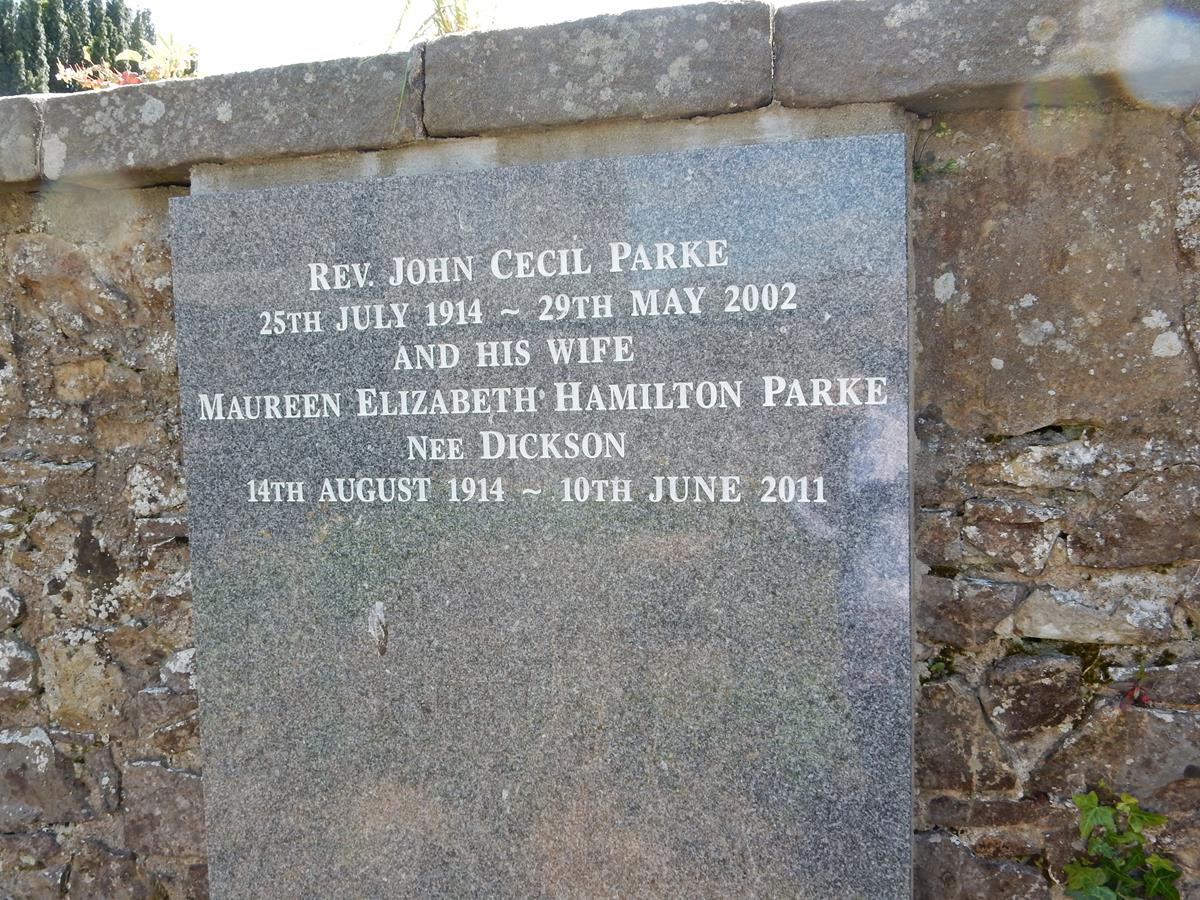 REV. JOHN CECIL PARKE
25TH JULY 1914 ~ 29TH MAY 2002
AND HIS WIFE
MAUREEN ELIZABETH HAMILTON PARKE
NEE DICKSON
14TH AUGUST 1914 ~ 10TH JUNE 2011